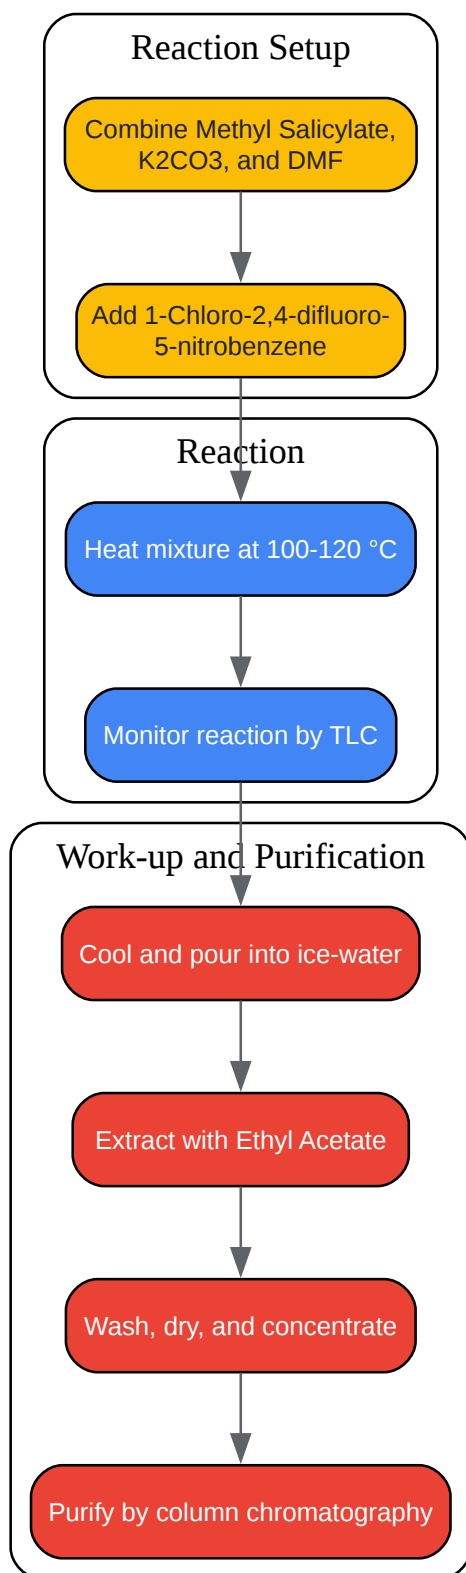 Reaction Setup
Combine Methyl Salicylate,
K2CO3, and DMF
Add 1-Chloro-2,4-difluoro-
5-nitrobenzene
Reaction
Heat mixture at 100-120 °C
Monitor reaction by TLC
Work-up and Purification
Cool and pour into ice-water
Extract with Ethyl Acetate
Wash, dry, and concentrate
Purify by column chromatography